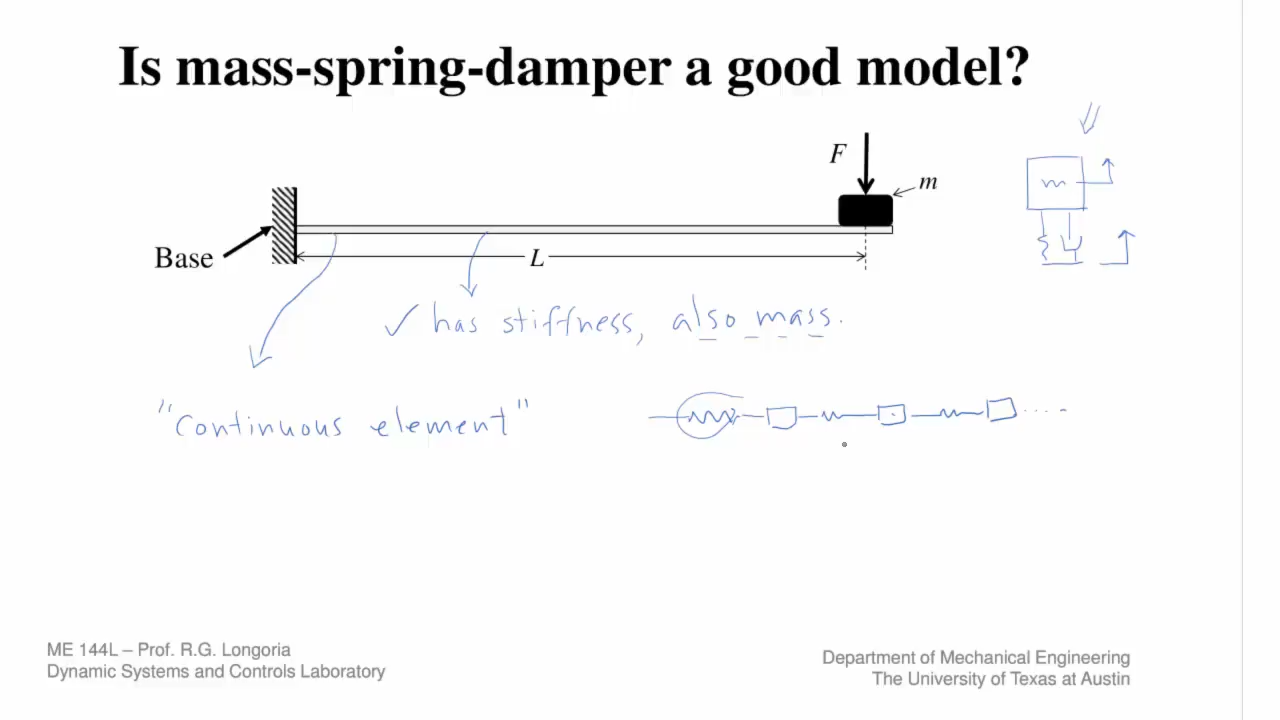 Is mass-spring-damper a good model?
F
m
m
Base
L
✓ has stiffness, also mass.
"continuous element"
ME 144L – Prof. R.G. Longoria
Dynamic Systems and Controls Laboratory
Department of Mechanical Engineering
The University of Texas at Austin